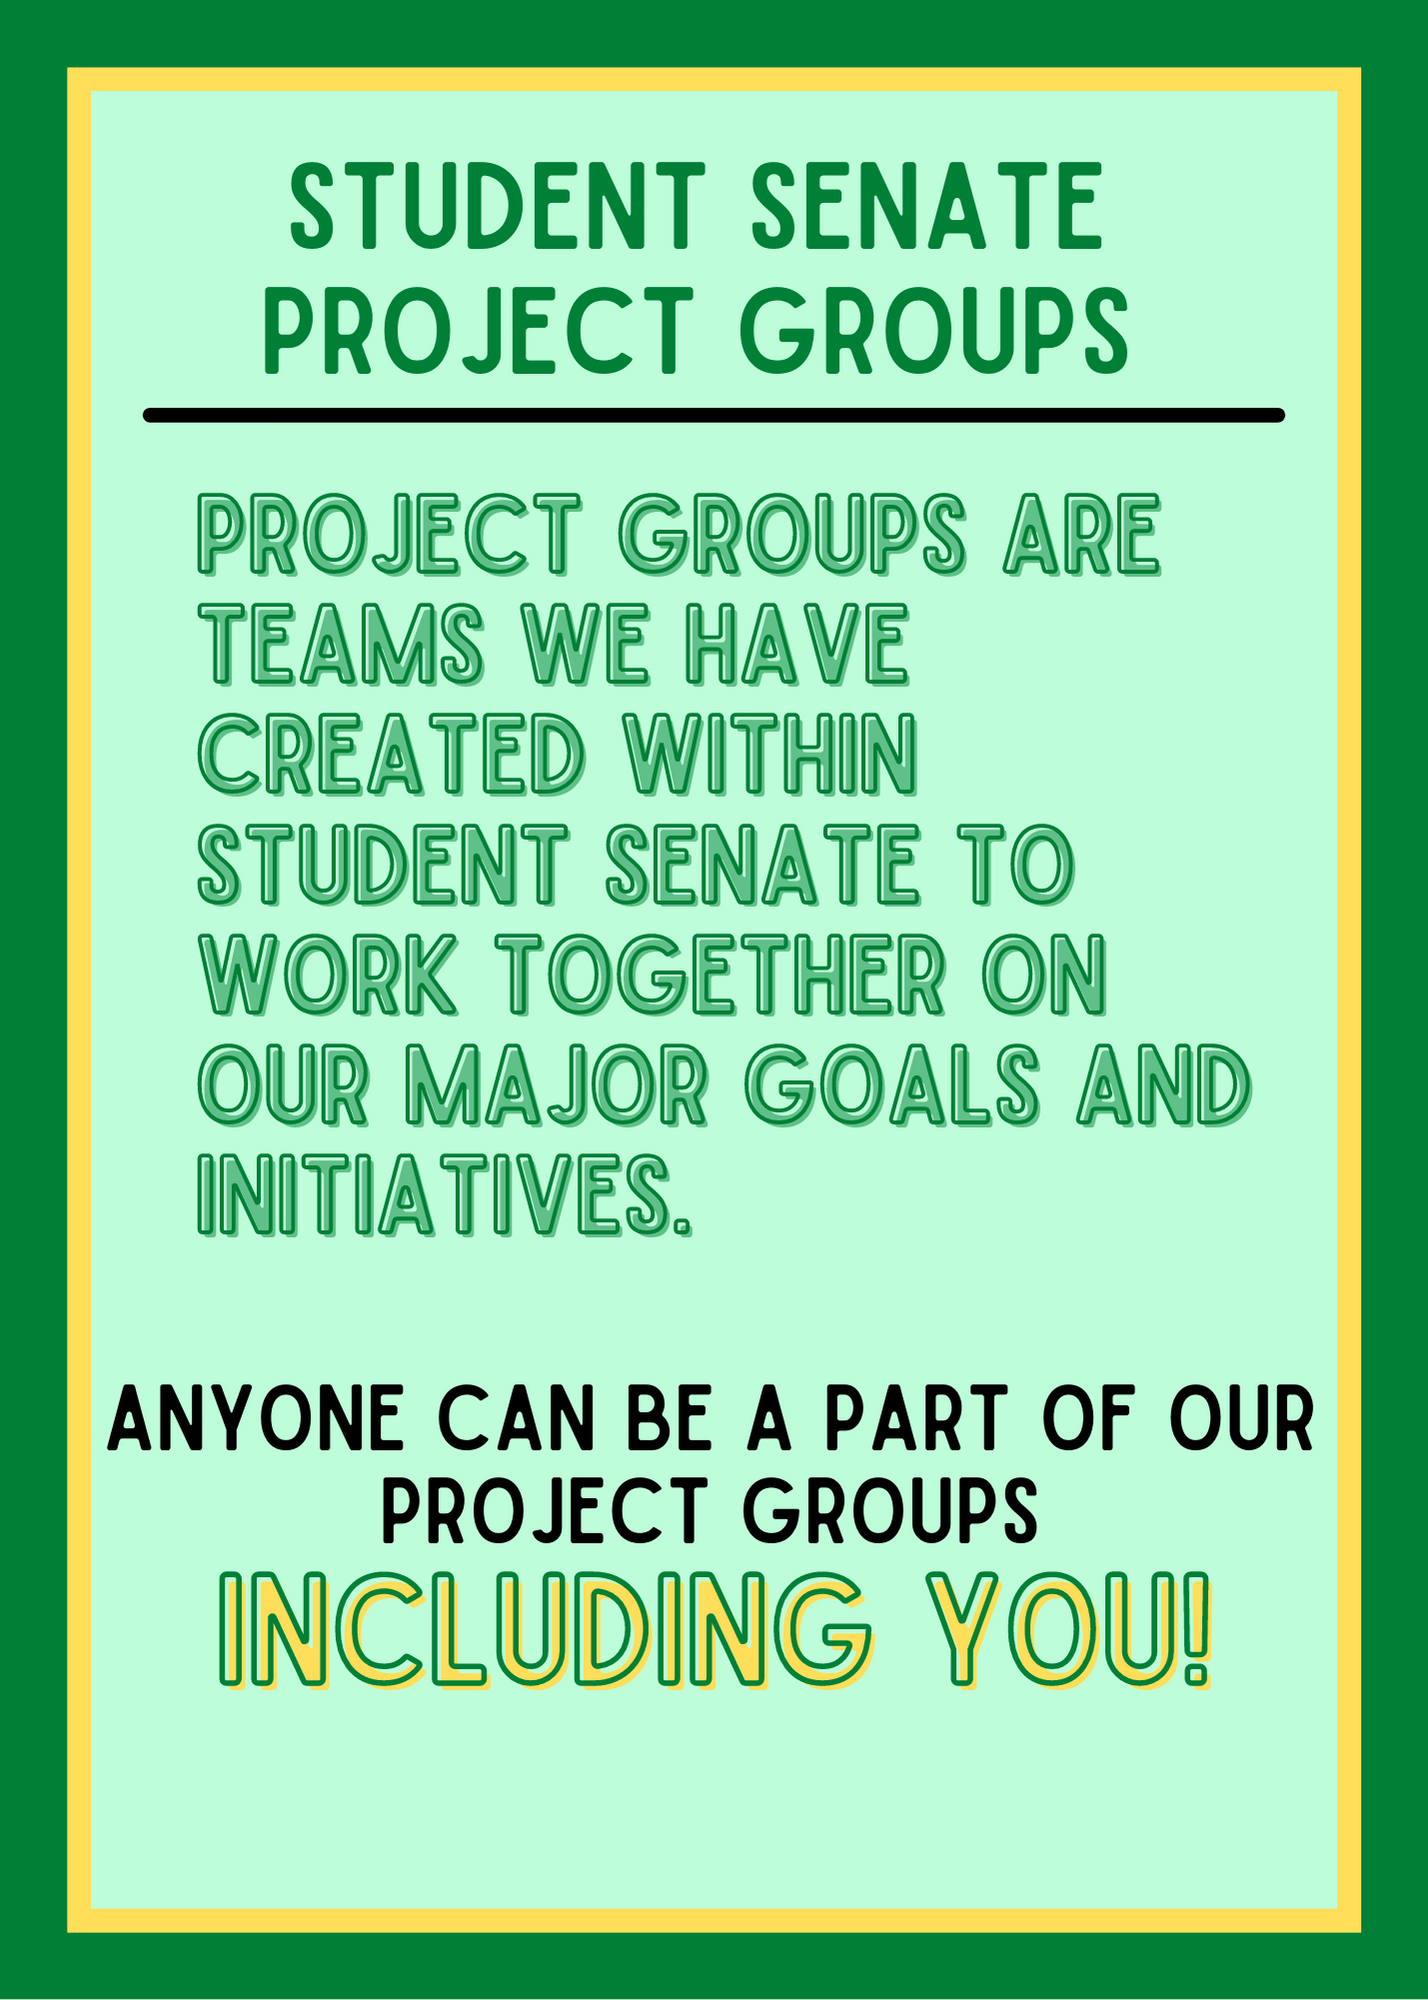 STUDENT SENATE
PROJECT GROUPS
PROJECT GROUPS ARE
TEAMS WE HAVE
CREATED WITHIN
STUDENT SENATE TO
WORK TOGETHER ON
OUR MAJOR GOALS AND
INITIATIVES.
ANYONE CAN BE A PART OF OUR
PROJECT GROUPS
INCLUDING YOU!